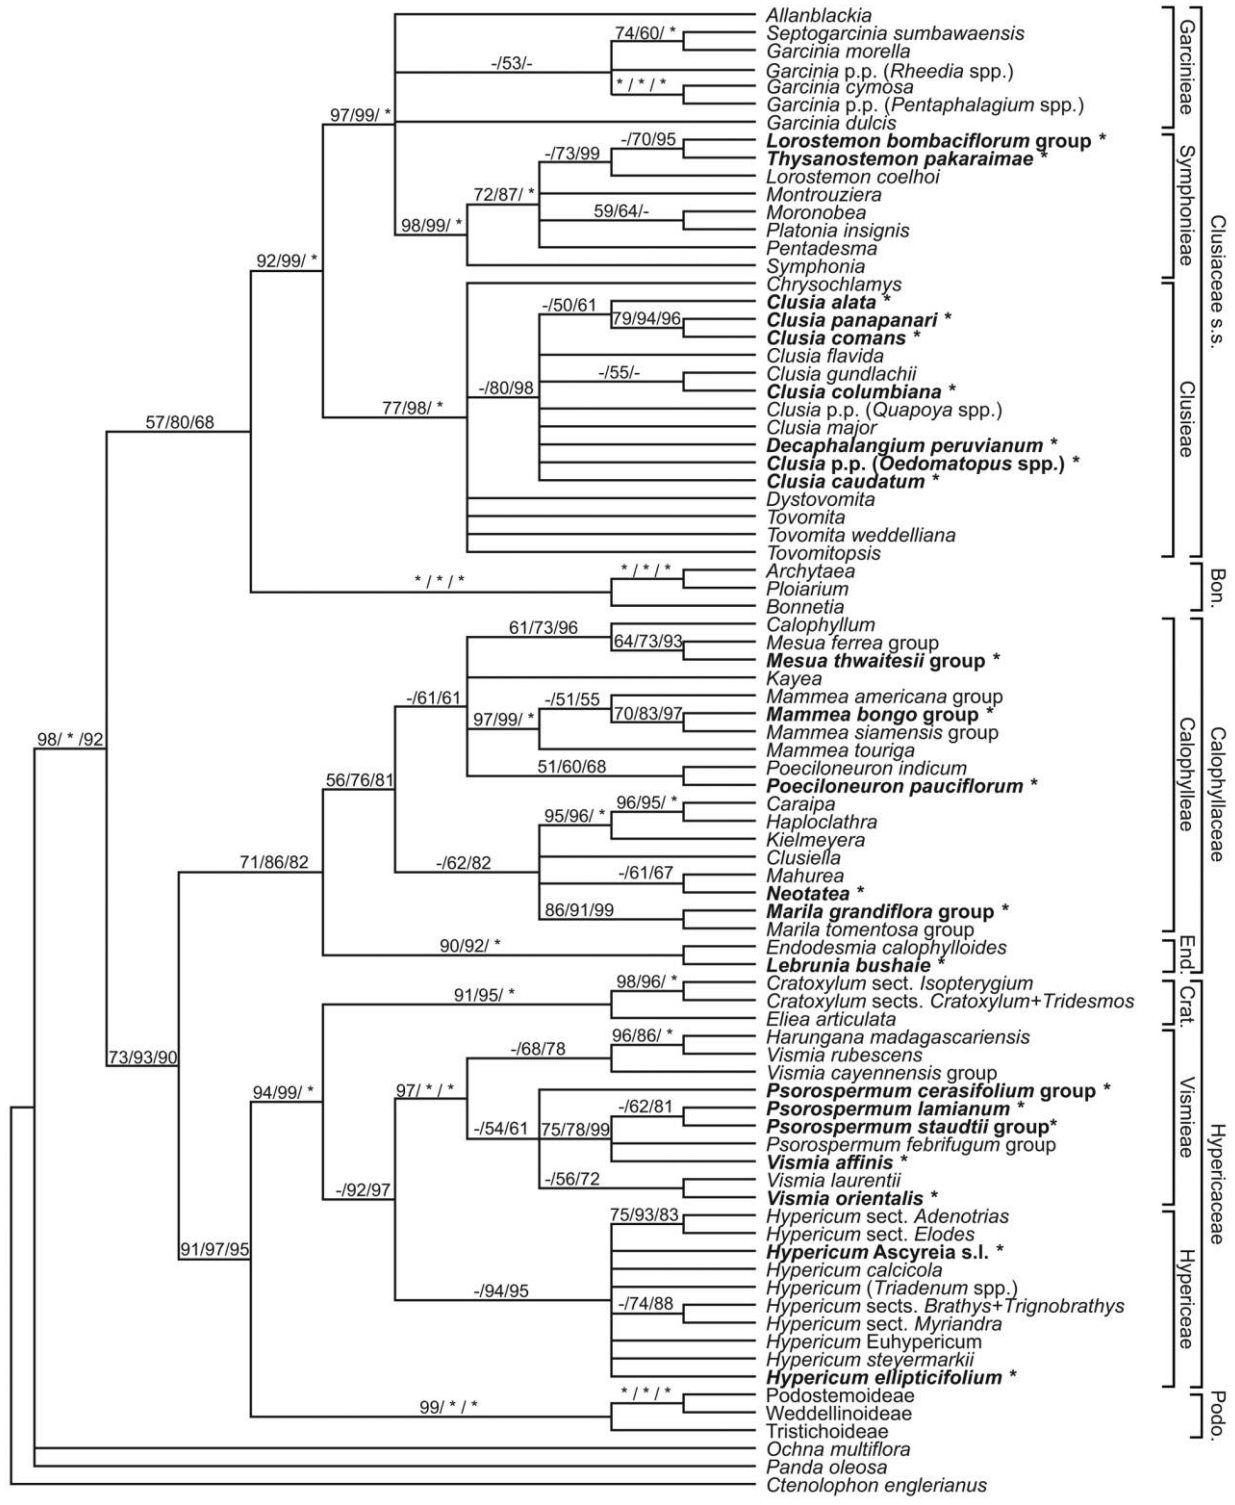 Allanblackia
74/60/ *
Septogarcinia sumbawaensis
Garcinia morella
-/53/-
Garcinia p.p. (Rheedia spp.)
* / * / *
Garcinia cymosa
Garcinia p.p. (Pentaphalagium spp.)
97/99/ *
Garcinia dulcis
-/70/95
Lorostemon bombaciflorum group *
-/73/99
Thysanostemon pakaraimae *
Lorostemon coelhoi
72/87/ *
Montrouziera
59/64/-
Moronobea
98/99/ *
Platonia insignis
Pentadesma
92/99/ *
Symphonia
Chrysochlamys
-/50/61
Clusia alata *
79/94/96
Clusia panapanari *
Clusia comans *
Clusia flavida
-/55/-
Clusia gundlachii
-/80/98
Clusia columbiana *
77/98/ *
Clusia p.p. (Quapoya spp.)
57/80/68
Clusia major
Decaphalangium peruvianum *
Clusia p.p. (Oedomatopus spp.) *
Clusia caudatum *
Dystovomita
Tovomita
Tovomita weddelliana
Tovomitopsis
* / * / *
* / * / *
Archytaea
Ploiarium
Bonnetia
61/73/96
Calophyllum
64/73/93
Mesua ferrea group
Mesua thwaitesii group *
Kayea
-/61/61
-/51/55
Mammea americana group
97/99/ *
70/83/97
Mammea bongo group *
Mammea siamensis group
98/ * /92
Mammea touriga
51/60/68
Poeciloneuron indicum
56/76/81
Poeciloneuron pauciflorum *
96/95/ *
Caraipa
95/96/ *
Haploclathra
Kielmeyera
71/86/82
-/62/82
Clusiella
-/61/67
Mahurea
Neotatea *
86/91/99
Marila grandiflora group *
Marila tomentosa group
90/92/ *
Endodesmia calophylloides
Lebrunia bushaie *
98/96/ *
Cratoxylum sect. Isopterygium
91/95/ *
Cratoxylum sects. Cratoxylum+Tridesmos
Eliea articulata
96/86/ *
Harungana madagascariensis
73/93/90
-/68/78
Vismia rubescens
Vismia cayennensis group
94/99/ *
97/ * / *
Psorospermum cerasifolium group *
-/62/81
Psorospermum lamianum *
-/54/61
75/78/99
Psorospermum staudtii group*
Psorospermum febrifugum group
Vismia affinis *
-/56/72
Vismia laurentii
-/92/97
Vismia orientalis *
75/93/83
Hypericum sect. Adenotrias
Hypericum sect. Elodes
91/97/95
Hypericum Ascyreia s.l. *
Hypericum calcicola
-/94/95
Hypericum (Triadenum spp.)
-/74/88
Hypericum sects. Brathys+Trignobrathys
Hypericum sect. Myriandra
Hypericum Euhypericum
Hypericum steyermarkii
Hypericum ellipticifolium *
* / * / *
Podostemoideae
99/ * / *
Weddellinoideae
Tristichoideae
Ochna multiflora
Panda oleosa
Ctenolophon englerianus
Garcinieae
Symphonieae
Clusieae
Clusiaceae s.s.
Bon.
Calophylleae
End.
Calophyllaceae
Crat.
Vismieae
Hypericeae
Hypericaceae
Podo.